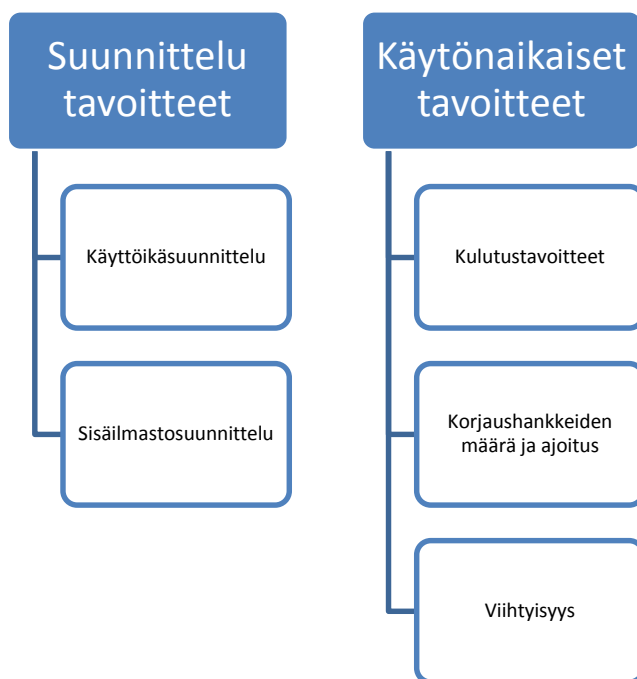 Suunnittelu
tavoitteet
Käyttöikäsuunnittelu
Sisäilmastosuunnittelu
Käytönaikaiset
tavoitteet
Kulutustavoitteet
Korjaushankkeiden
määrä ja ajoitus
Viihtyisyys